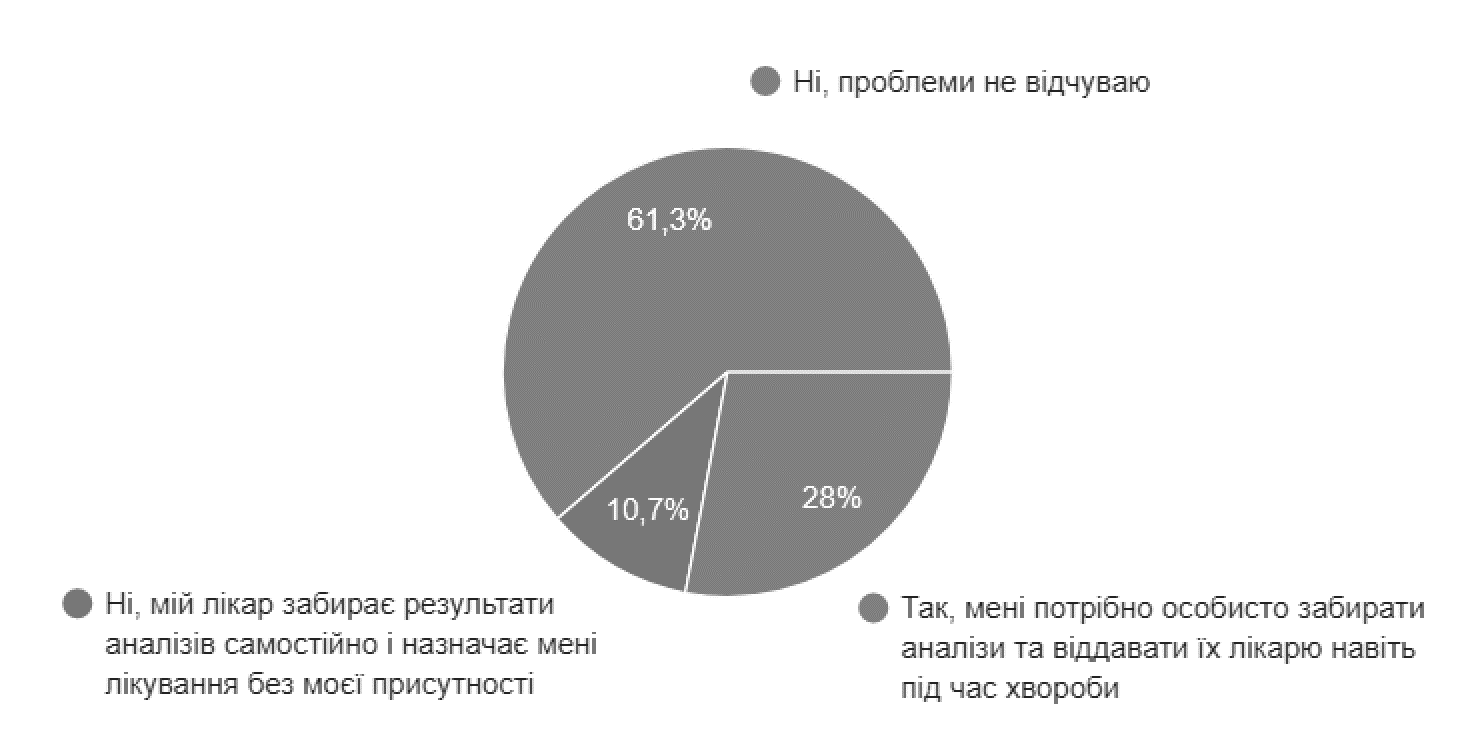 Ні, проблеми не відчуваю
61,3%
10,7%
28%
Ні, мій лікар забирає результати
аналізів самостійно і назначає мені
лікування без моєї присутності
Так, мені потрібно особисто забирати
аналізи та віддавати їх лікарю навіть
під час хвороби